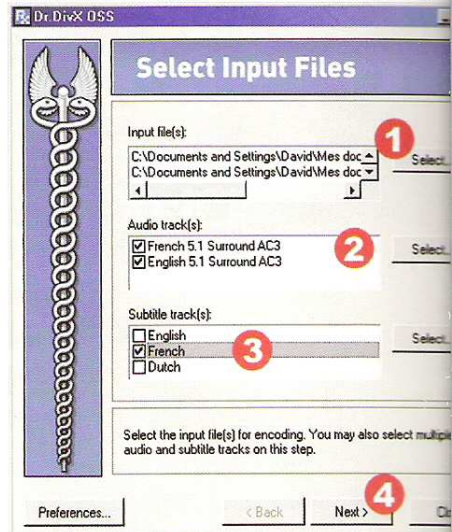 Dr.DivX OSS
Select Input Files
Input file(s):
1
C:\Documents and Settings\David\Mes doc
C:\Documents and Settings\David\Mes doc
Select...
Audio track(s):
French 5.1 Surround AC3
English 5.1 Surround AC3
2
Select...
Subtitle track(s):
English
French
Dutch
3
Select
Select the input file(s) for encoding. You may also select multiple
audio and subtitle tracks on this step.
4
Preferences... < Back Next >